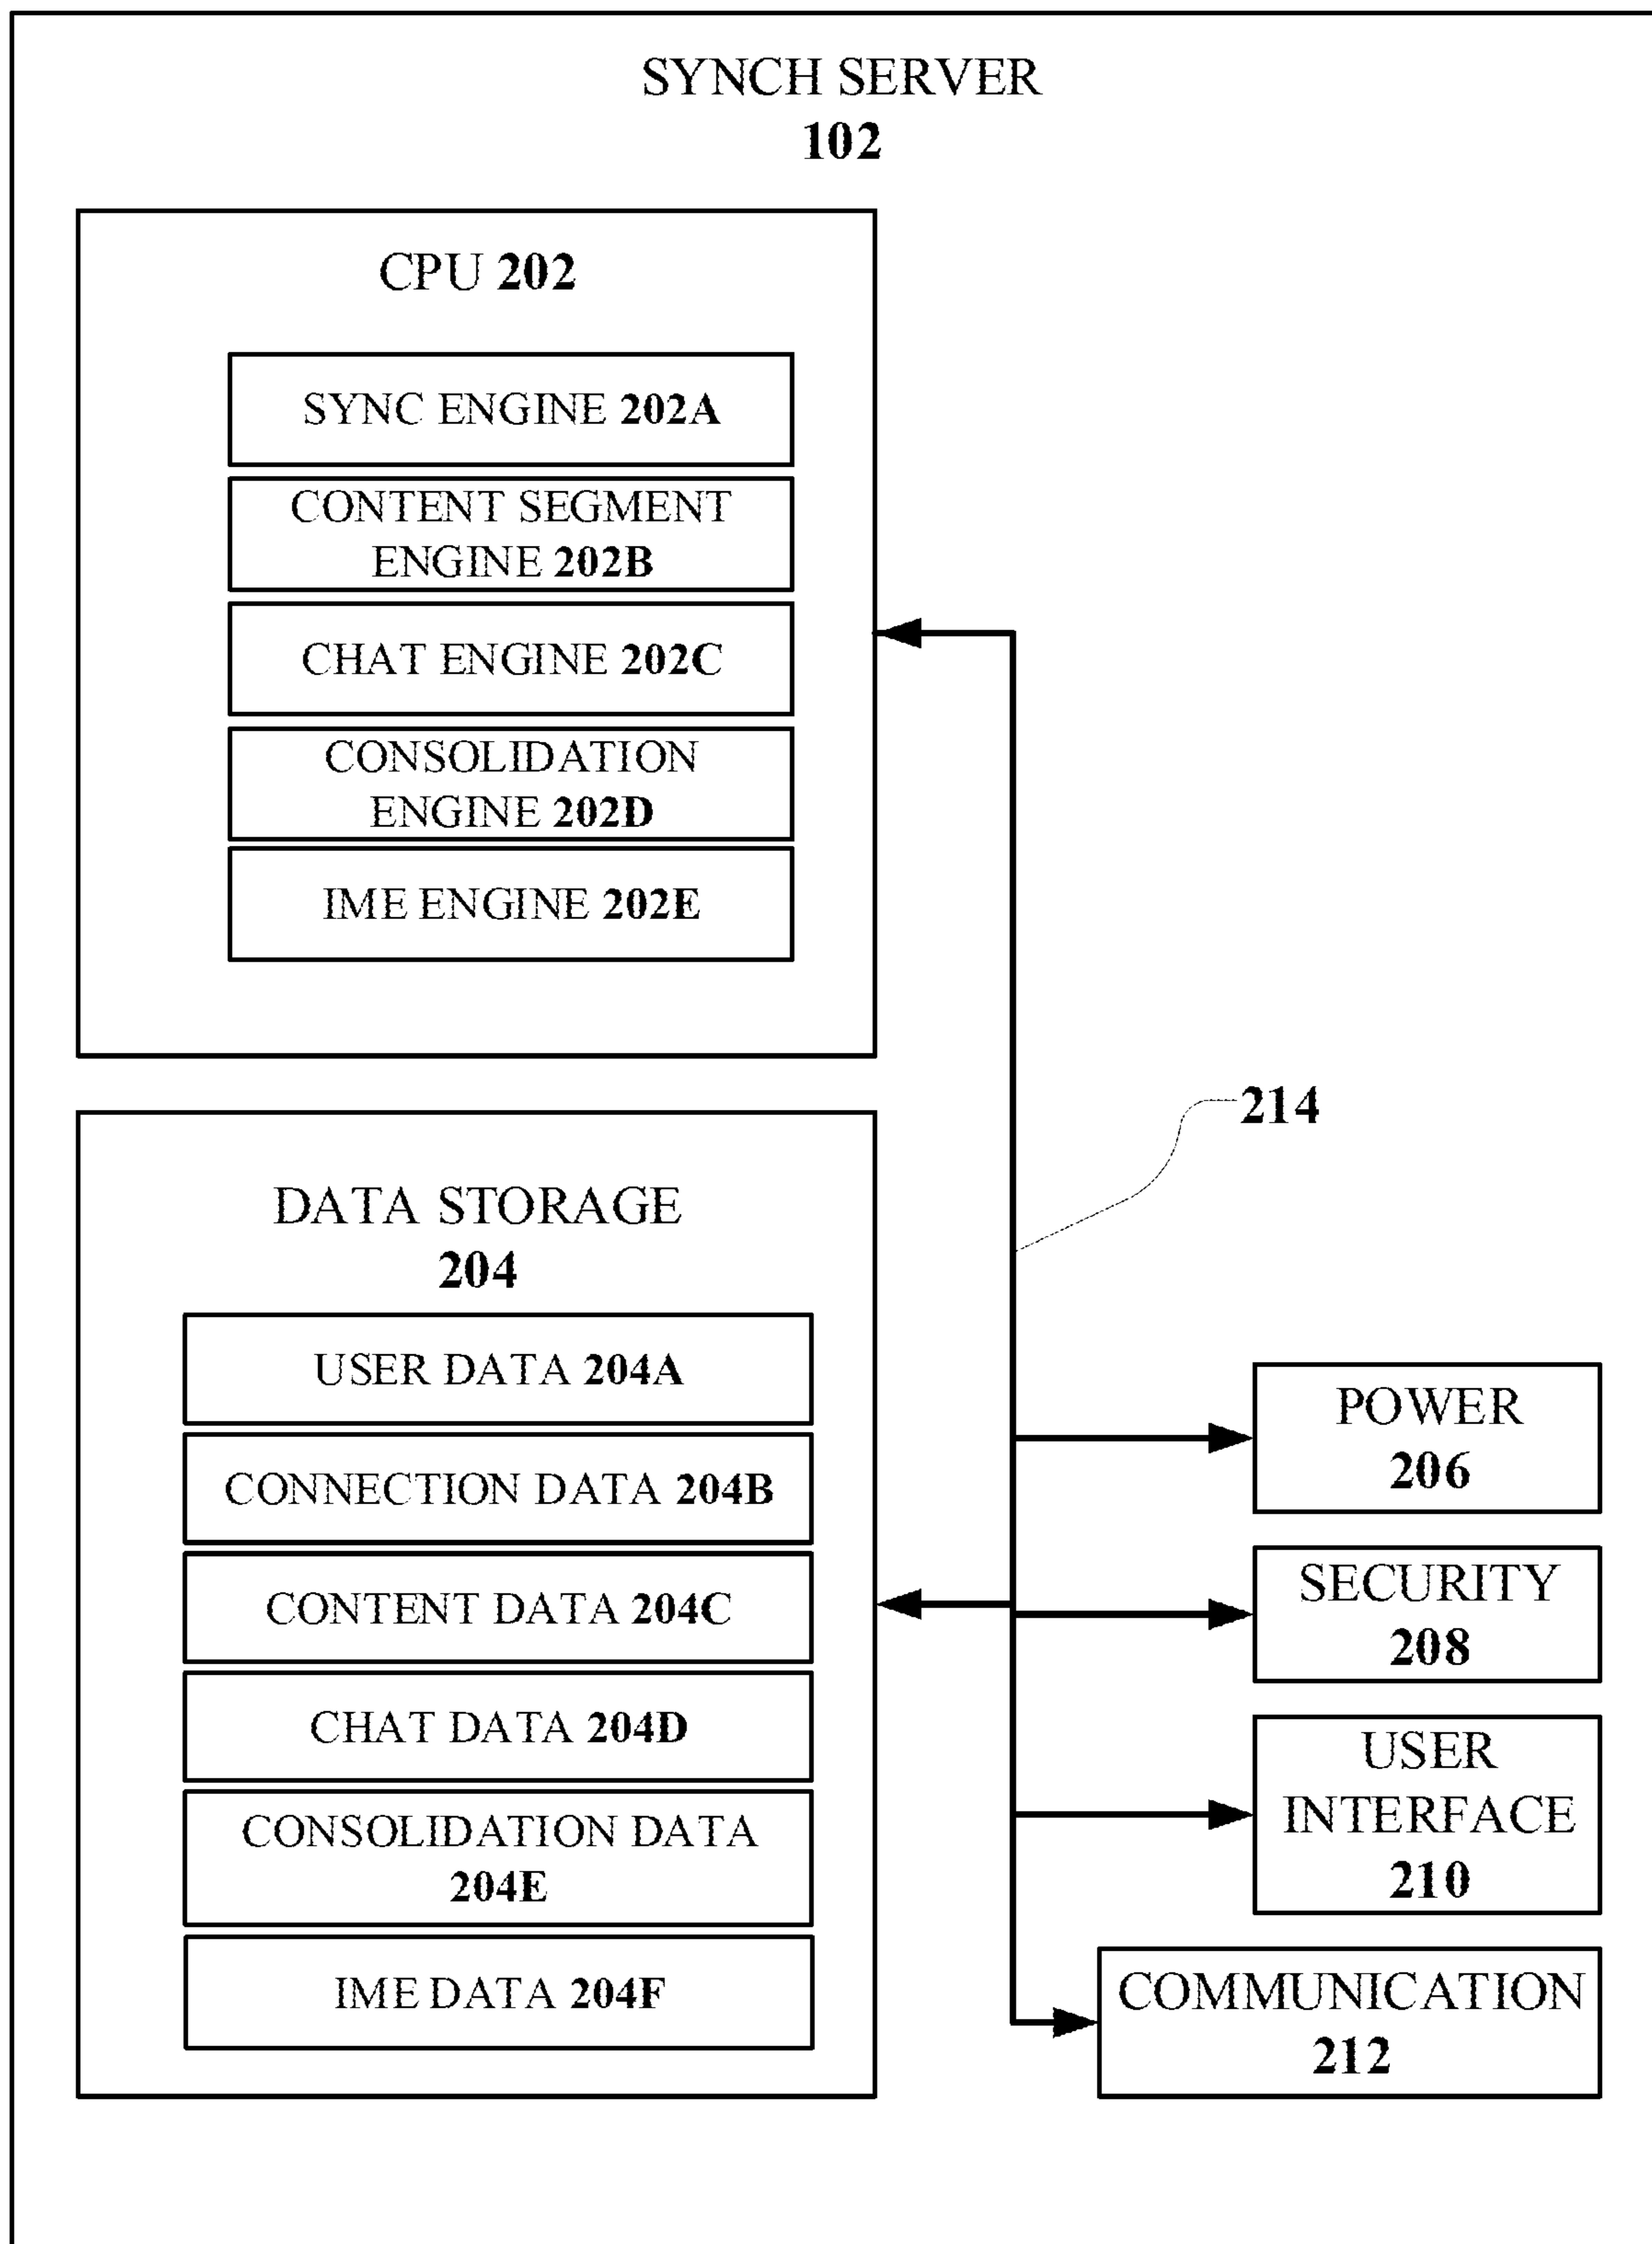 SYNCH SERVER
102
CPU 202
SYNC ENGINE 202A
CONTENT SEGMENT
ENGINE 202B
CHAT ENGINE 202C
CONSOLIDATION
ENGINE 202D
IME ENGINE 202E
214
DATA STORAGE
204
USER DATA 204A
CONNECTION DATA 204B
CONTENT DATA 204C
CHAT DATA 204D
CONSOLIDATION DATA
204E
IME DATA 204F
POWER
206
SECURITY
208
USER
INTERFACE
210
COMMUNICATION
212